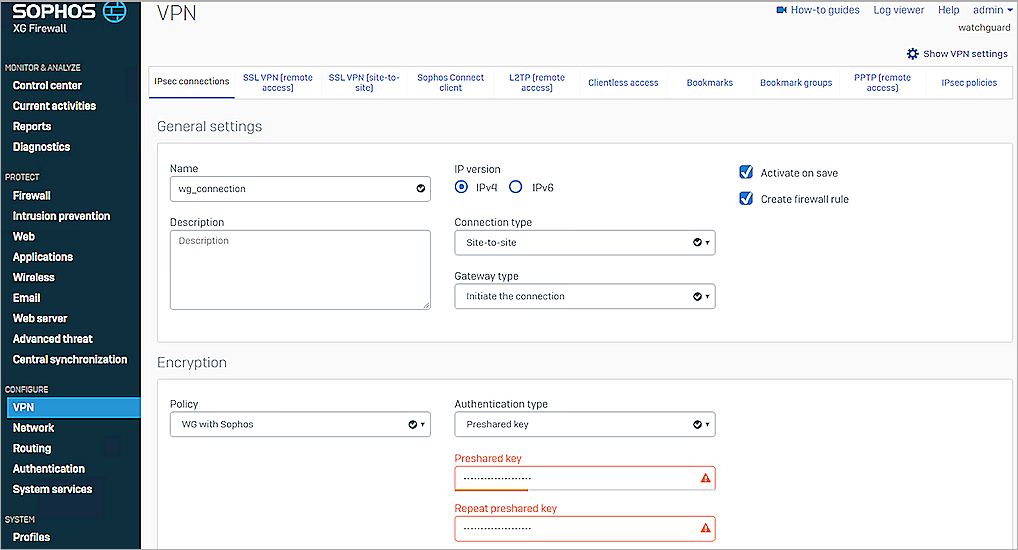 SOPHOS
XG Firewall
MONITOR & ANALYZE
Control center
Current activities
Reports
Diagnostics
PROTECT
Firewall
Intrusion prevention
Web
Applications
Wireless
Email
Web server
Advanced threat
Central synchronization
CONFIGURE
VPN
Network
Routing
Authentication
System services
SYSTEM
Profiles
VPN
How-to guides
Log viewer
Help
admin
watchguard
Show VPN settings
IPsec connections
SSL VPN (remote
access)
SSL VPN (site-to-
site)
Sophos Connect
client
L2TP (remote
access)
Clientless access
Bookmarks
Bookmark groups
PPTP (remote
access)
IPsec policies
General settings
Name
wg_connection
Description
Description
IP version
IPv4
IPv6
Connection type
Site-to-site
Gateway type
Initiate the connection
Activate on save
Create firewall rule
Encryption
Policy
WG with Sophos
Authentication type
Preshared key
Preshared key
Repeat preshared key